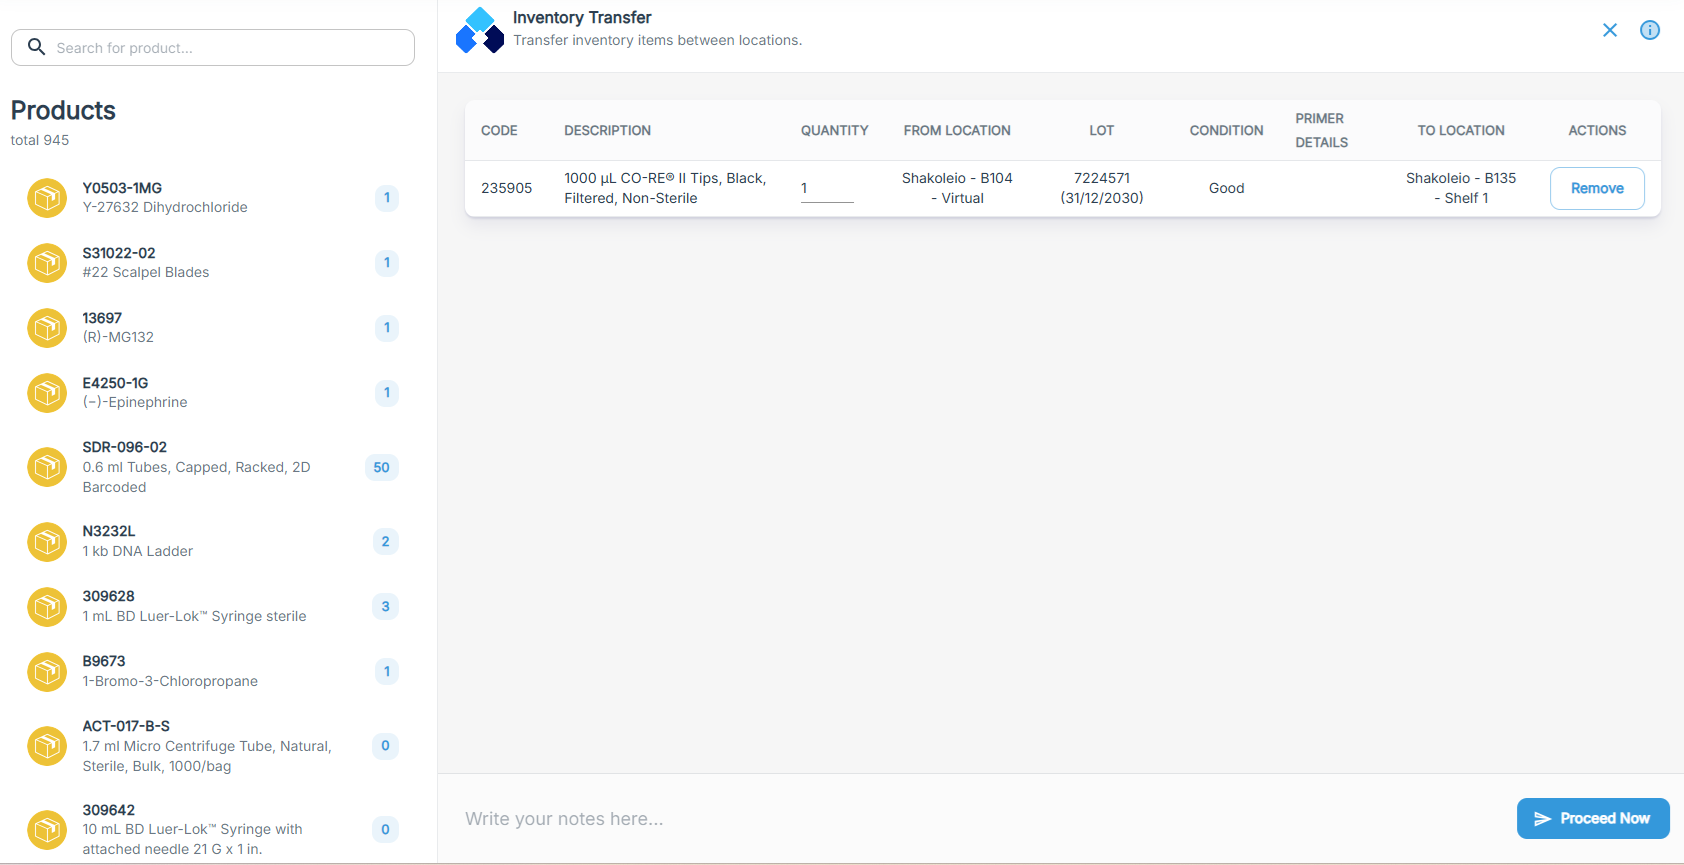 Search for product...
Products
total 945
Y0503-1MG
Y-27632 Dihydrochloride
1
S31022-02
#22 Scalpel Blades
1
13697
(R)-MG132
1
E4250-1G
(−)-Epinephrine
1
SDR-096-02
0.6 ml Tubes, Capped, Racked, 2D
Barcoded
50
N3232L
1 kb DNA Ladder
2
309628
1 mL BD Luer-Lok™ Syringe sterile
3
B9673
1-Bromo-3-Chloropropane
1
ACT-017-B-S
1.7 ml Micro Centrifuge Tube, Natural,
Sterile, Bulk, 1000/bag
0
309642
10 mL BD Luer-Lok™ Syringe with
attached needle 21 G x 1 in.
0
Inventory Transfer
Transfer inventory items between locations.
CODE DESCRIPTION QUANTITY FROM LOCATION LOT CONDITION PRIMER DETAILS TO LOCATION ACTIONS
235905
1000 µL CO-RE® II Tips, Black,
Filtered, Non-Sterile
1
Shakoleio - B104
- Virtual
7224571
(31/12/2030)
Good
Shakoleio - B135
- Shelf 1
Remove
Write your notes here...
Proceed Now